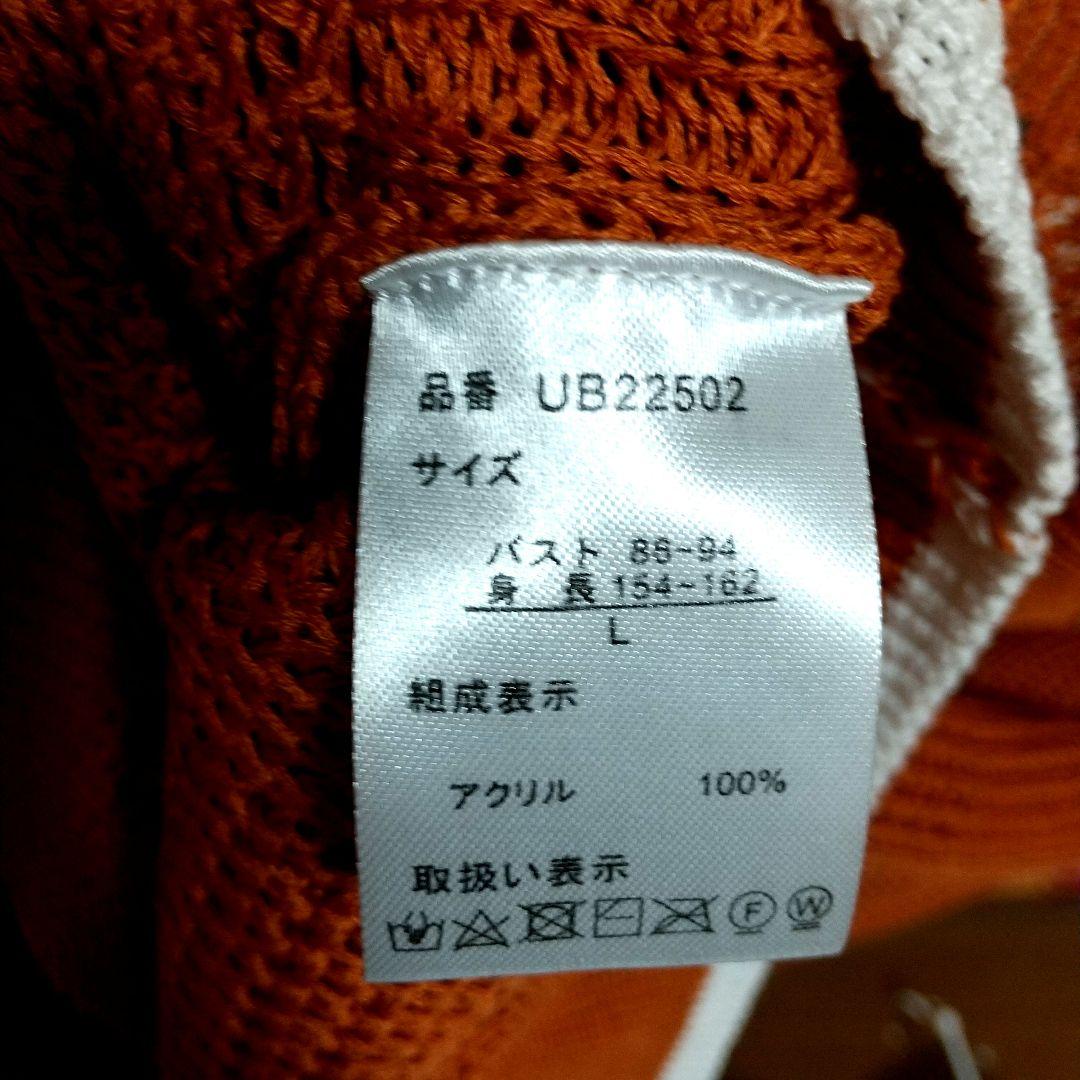 品番 UB22502
サイズ
バスト 86-94
身長 154-162
L
組成表示
アクリル 100%
取扱い表示
F W